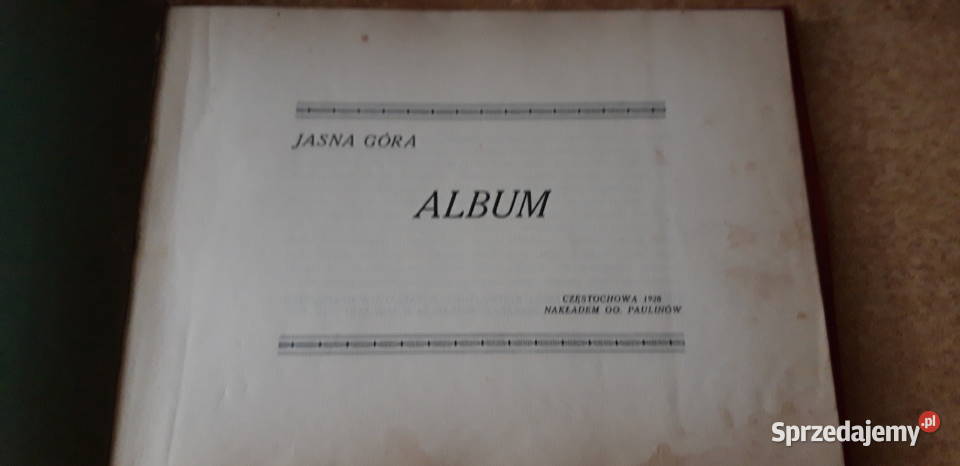 JASNA GÓRA
ALBUM
CZĘSTOCHOWA 1928
NAKŁADEM OO. PAULINÓW
Sprzedajemy.pl